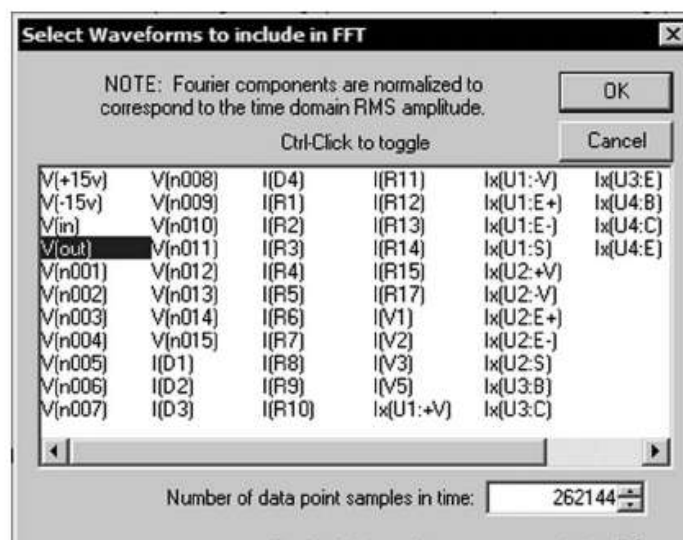 Select Waveforms to include in FFT
NOTE: Fourier components are normalized to
correspond to the time domain RMS amplitude.
OK
Ctrl-Click to toggle
Cancel
V(+15v) V(n008) I(D4) I(R11) Ix(U1:-V) Ix(U3:E)
V(-15v) V(n009) I(R1) I(R12) Ix(U1:E+) Ix(U4:B)
V(in) V(n010) I(R2) I(R13) Ix(U1:E-) Ix(U4:C)
V(out) V(n011) I(R3) I(R14) Ix(U1:S) Ix(U4:E)
V(n001) V(n012) I(R4) I(R15) Ix(U2:+V)
V(n002) V(n013) I(R5) I(R17) Ix(U2:-V)
V(n003) V(n014) I(R6) I(V1) Ix(U2:E+)
V(n004) V(n015) I(R7) I(V2) Ix(U2:E-)
V(n005) I(D1) I(R8) I(V3) Ix(U2:S)
V(n006) I(D2) I(R9) I(V5) Ix(U3:B)
V(n007) I(D3) I(R10) Ix(U1:+V) Ix(U3:C)
Number of data point samples in time: 262144